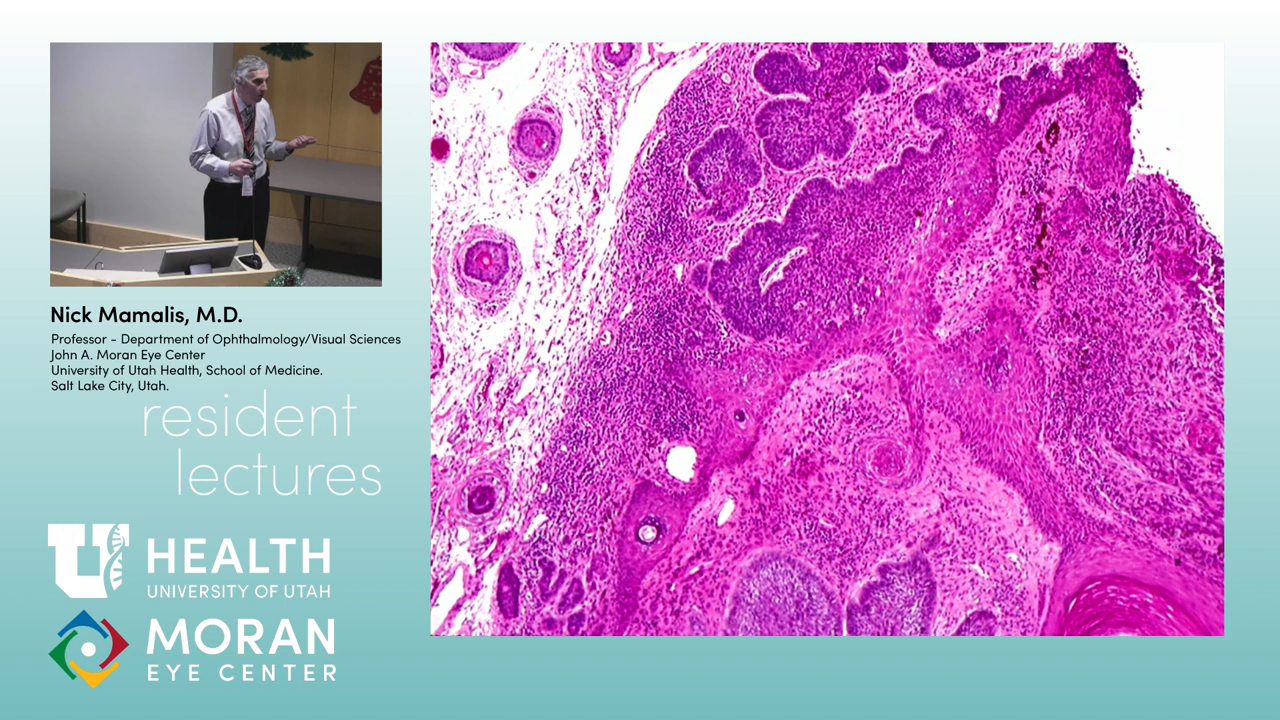 Nick Mamalis, M.D.
Professor - Department of Ophthalmology/Visual Sciences
John A. Moran Eye Center
University of Utah Health, School of Medicine.
Salt Lake City, Utah.
resident
lectures
U HEALTH
UNIVERSITY OF UTAH
MORAN
EYE CENTER